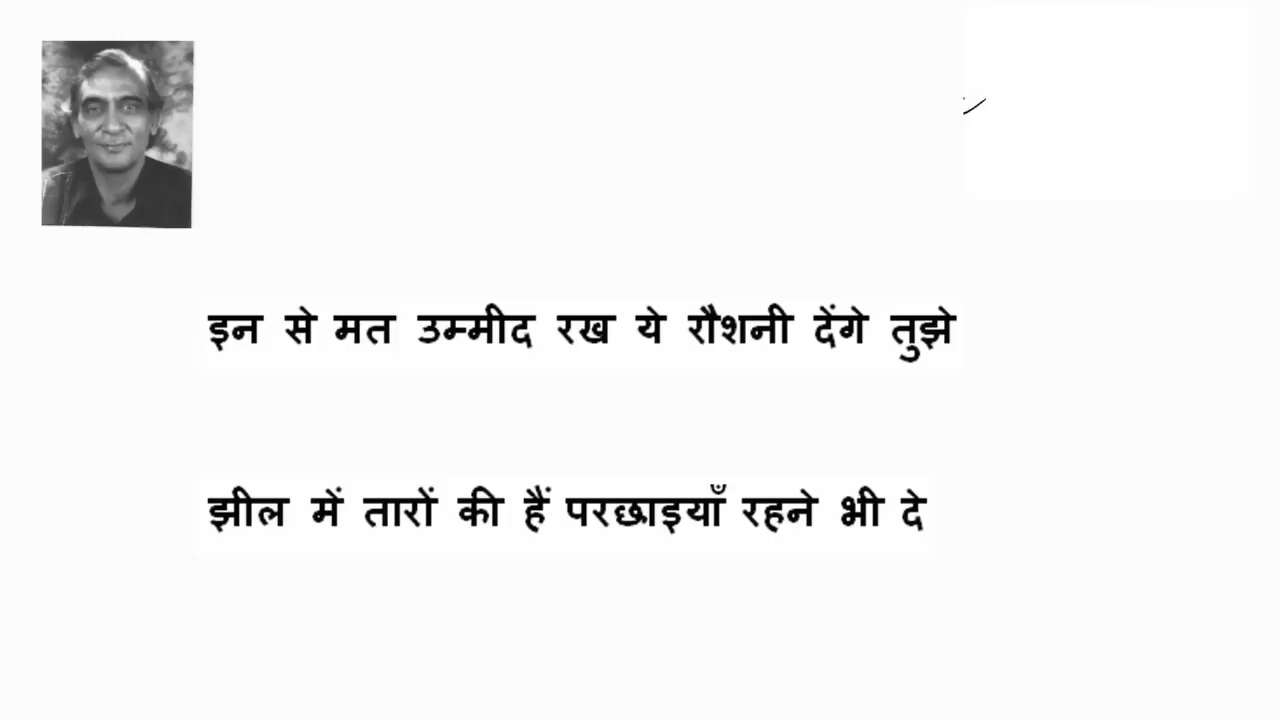 इन से मत उम्मीद रख ये रौशनी देंगे तुझे
झील में तारों की हैं परछाइयाँ रहने भी दे